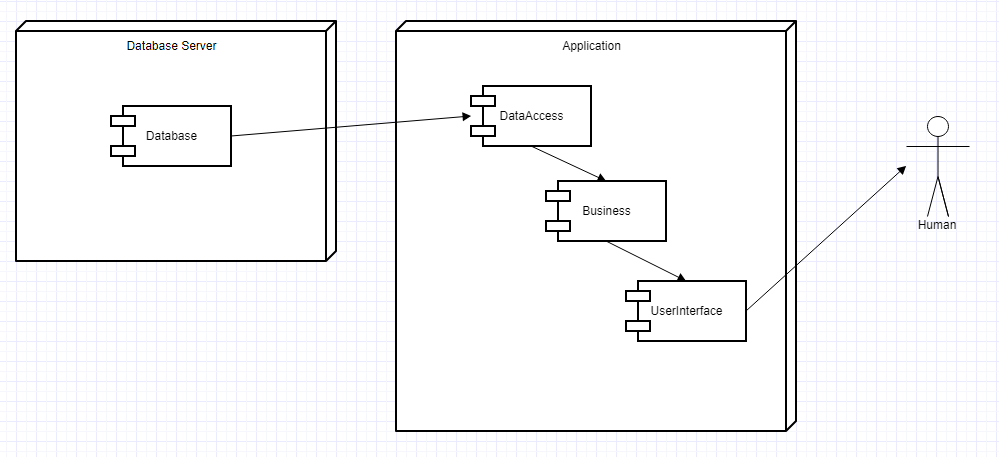 Database Server
Database
Application
DataAccess
Business
UserInterface
Human